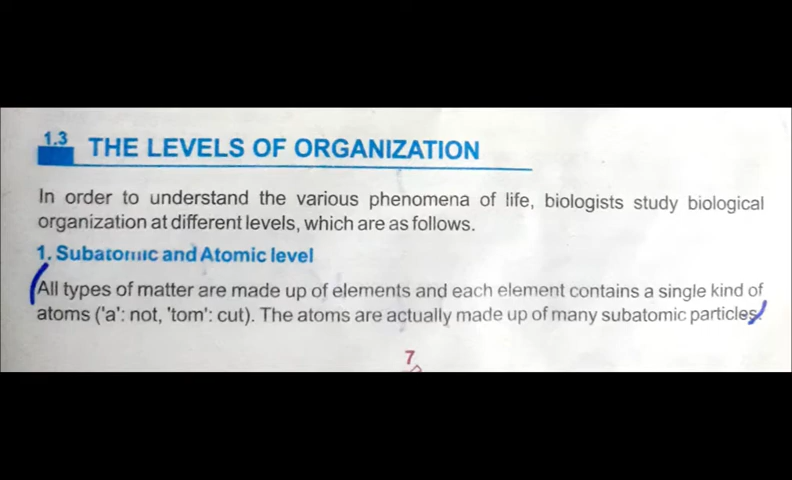 1.3 THE LEVELS OF ORGANIZATION
In order to understand the various phenomena of life, biologists study biological
organization at different levels, which are as follows.
1. Subatomic and Atomic level
All types of matter are made up of elements and each element contains a single kind of
atoms ('a': not, 'tom': cut). The atoms are actually made up of many subatomic particles.
7